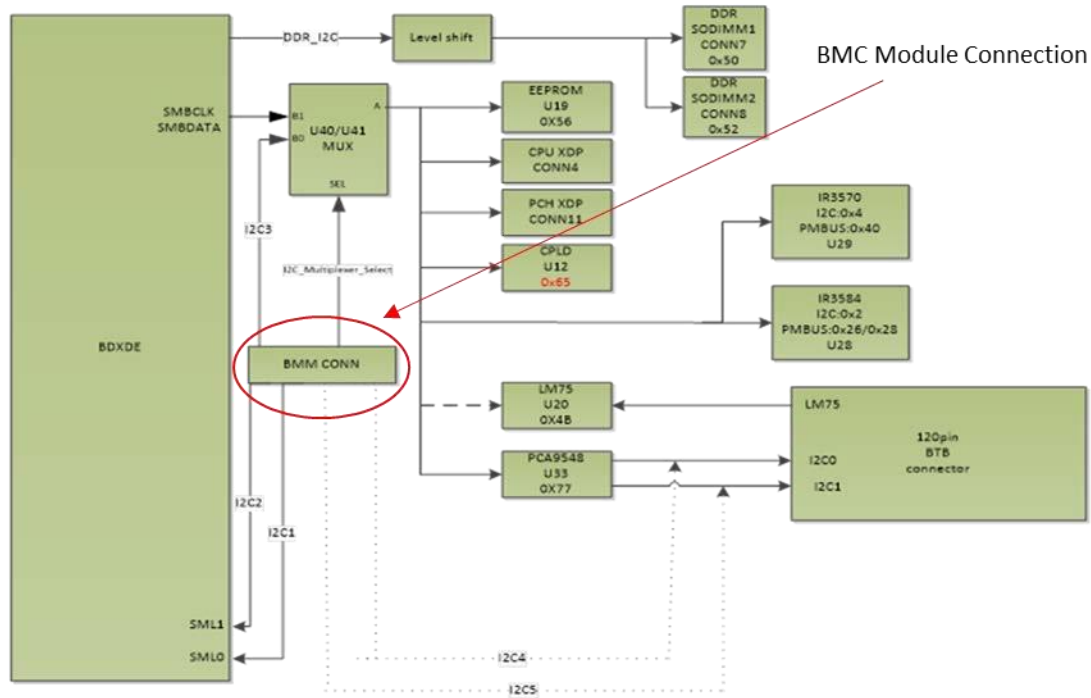 DDR_I2C
Level shift
DDR
SODIMM1
CONN7
0x50
BMC Module Connection
DDR
SODIMM2
CONN8
0x52
SMBCLK
SMBDATA
B1
B0
A
U40/U41
MUX
SEL
EEPROM
U19
0X56
CPU XDP
CONN4
PCH XDP
CONN11
CPLD
U12
0x65
IR3570
I2C:0x4
PMBUS:0x40
U29
I2C3
I2C_Multiplexer_Select
IR3584
I2C:0x2
PMBUS:0x26/0x28
U28
BDXDE
BMM CONN
LM75
U20
0X4B
LM75
120pin
BTB
connector
I2C0
I2C1
PCA9548
U33
0X77
I2C2
I2C1
SML1
SML0
I2C4
I2C5